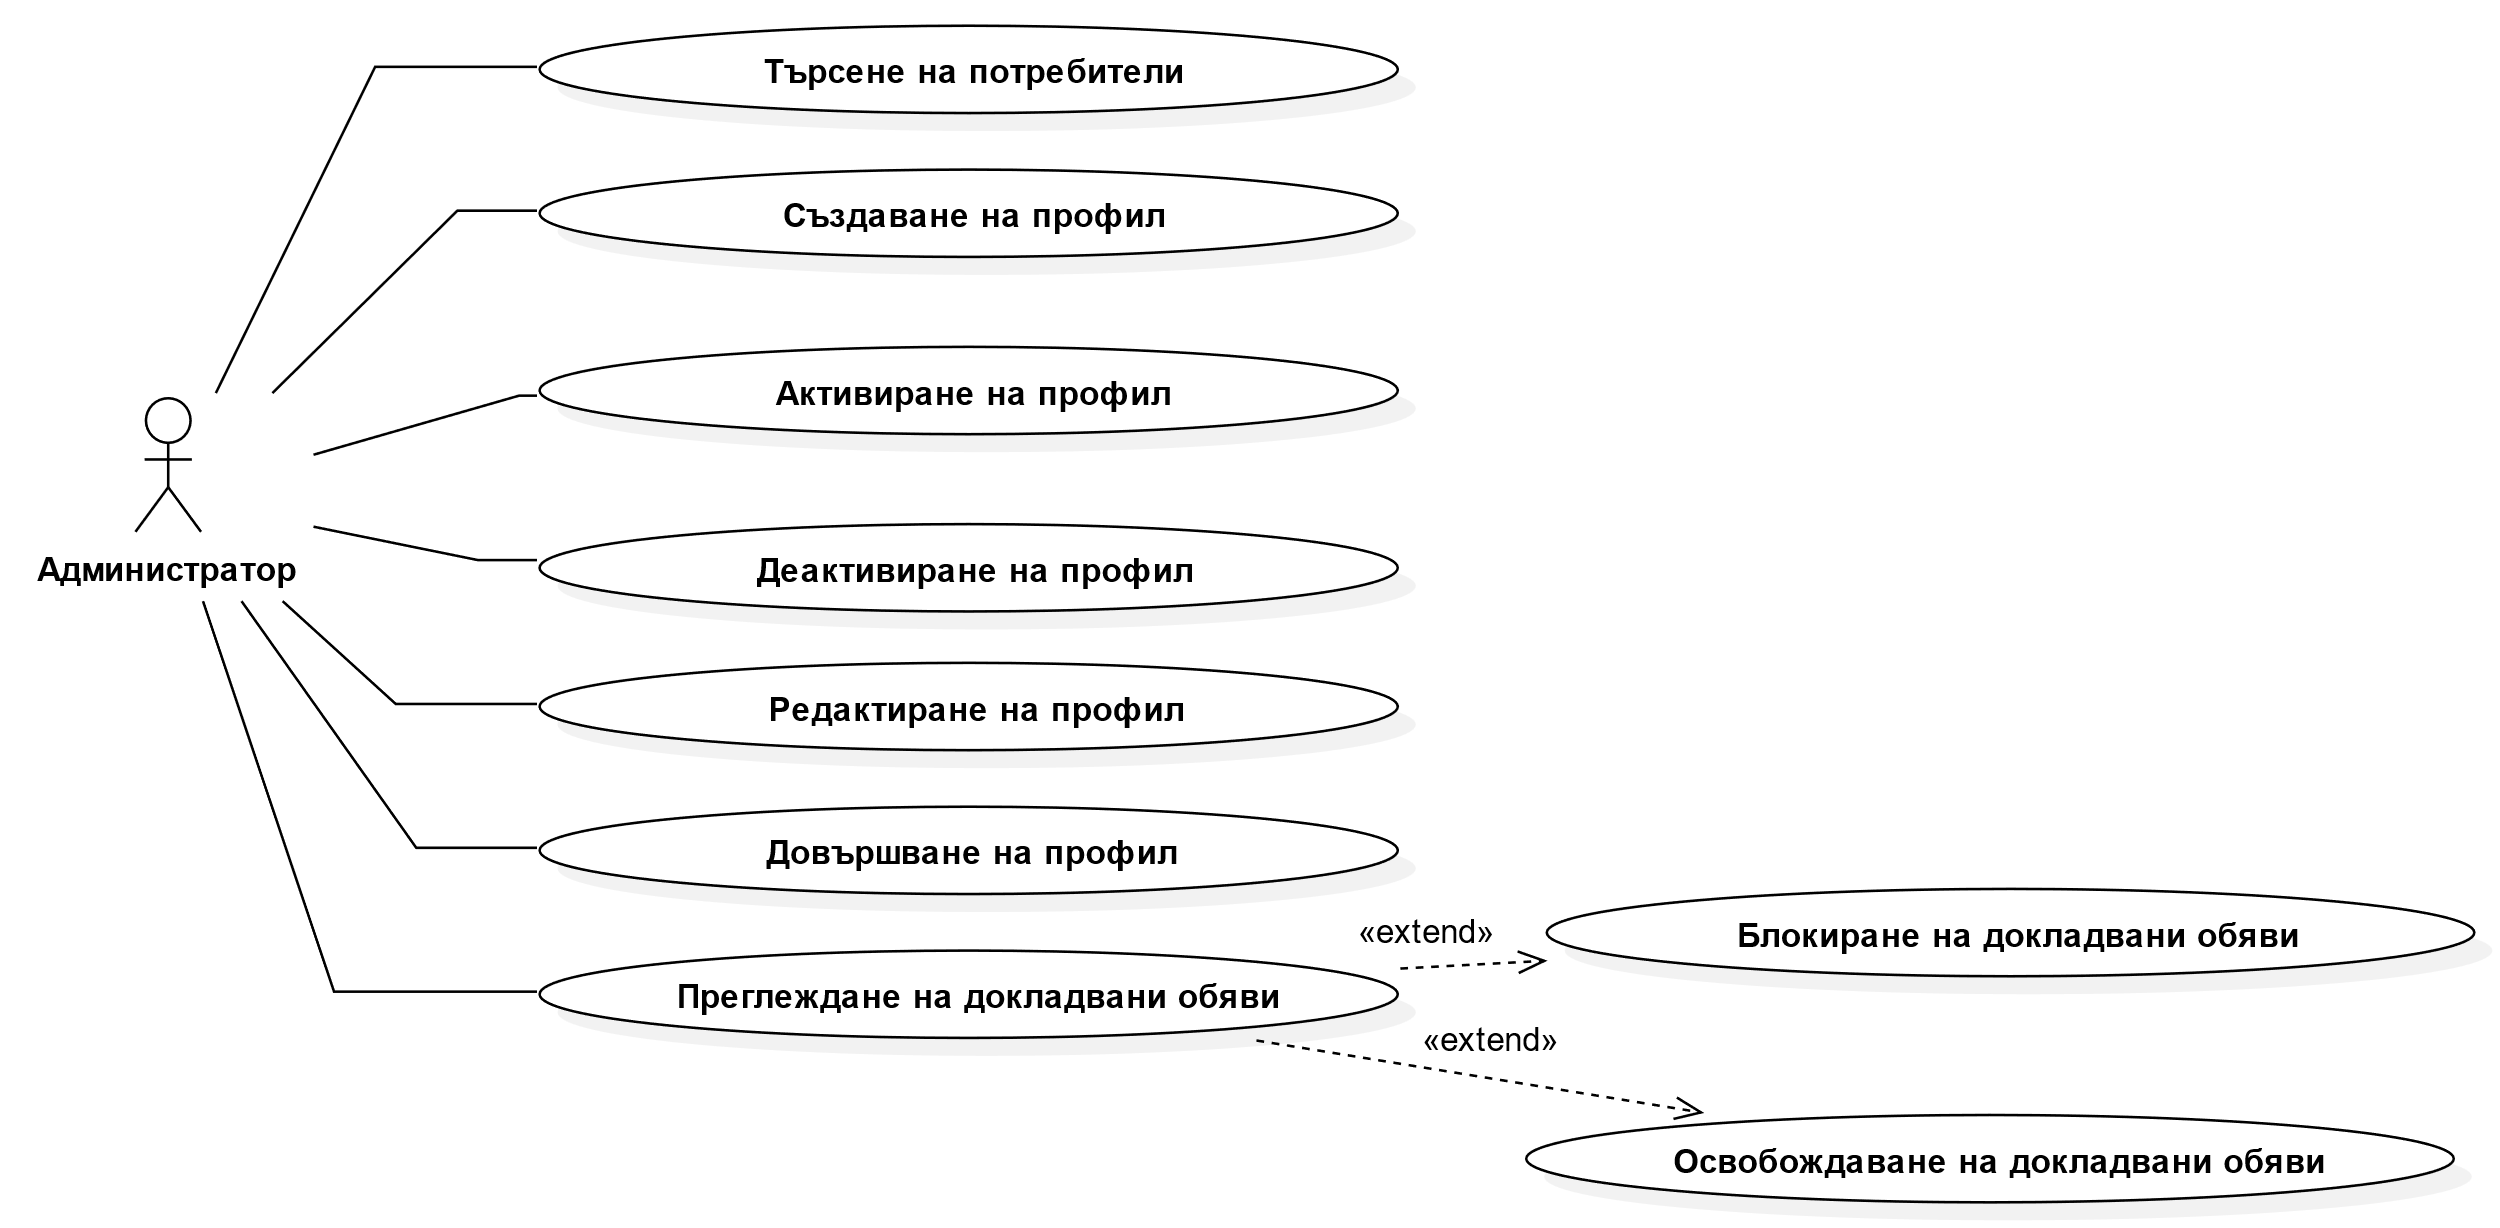 Търсене на потребители
Създаване на профил
Активиране на профил
Администратор
Деактивиране на профил
Редактиране на профил
Довършване на профил
«extend»
Блокиране на докладвани обяви
Преглеждане на докладвани обяви
«extend»
Освобождаване на докладвани обяви